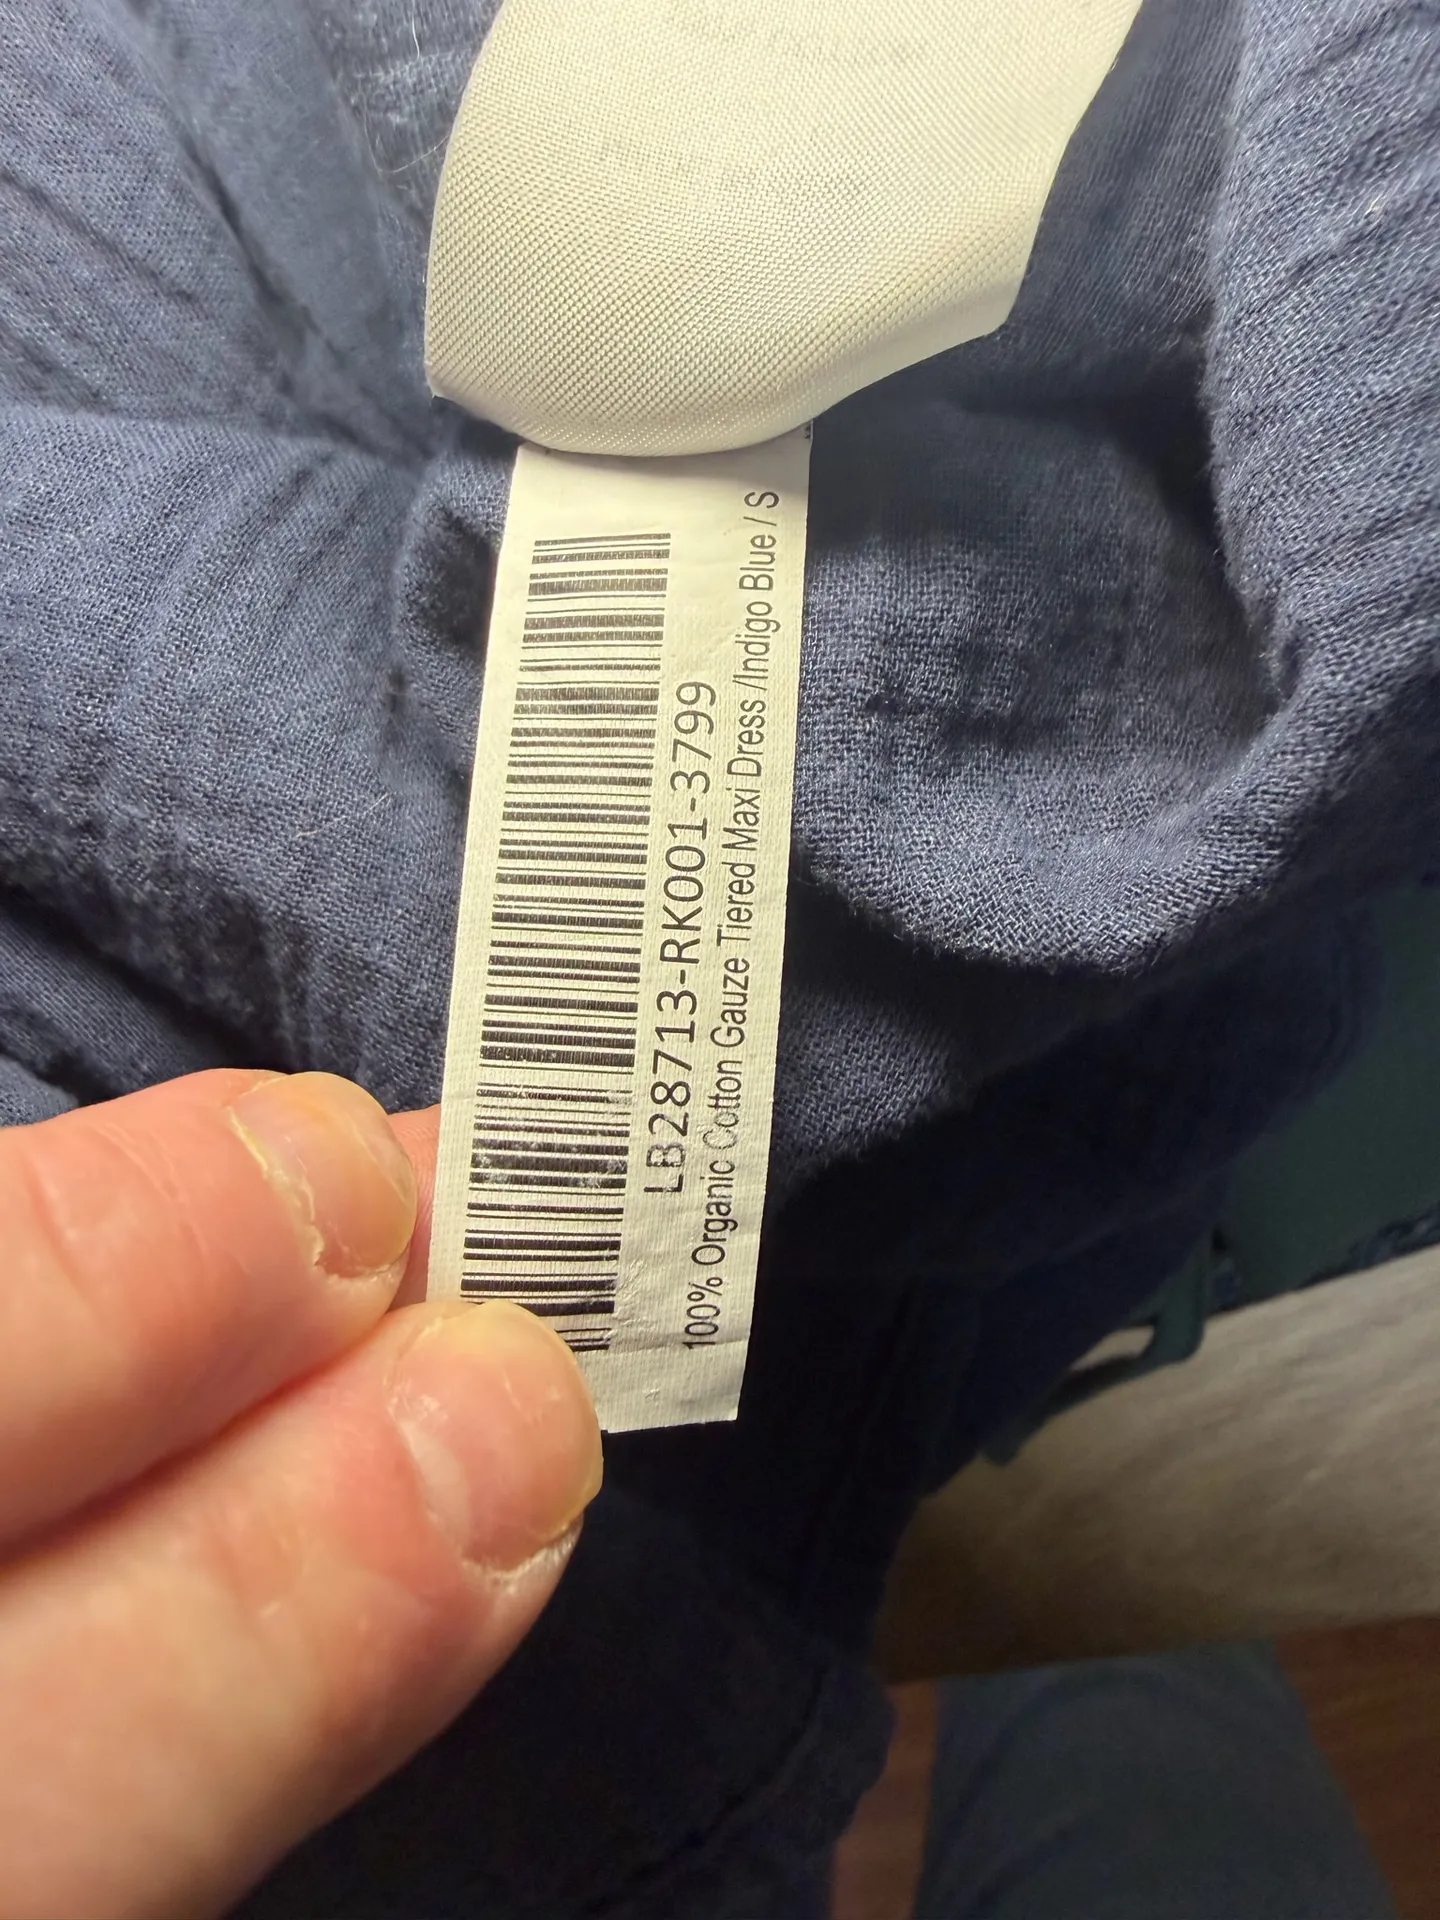 LB28713-RK001-3799
100% Organic Cotton Gauze Tiered Maxi Dress /Indigo Blue / S